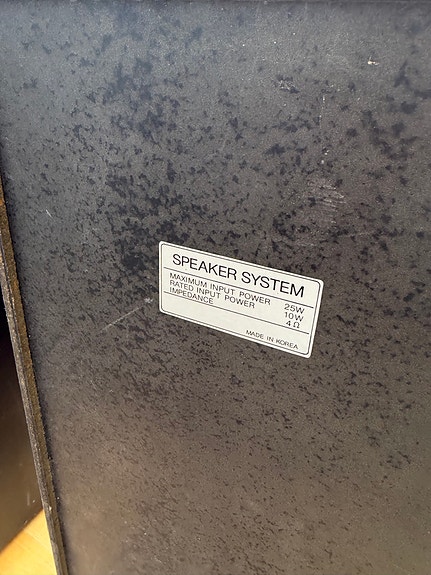 SPEAKER SYSTEM
MAXIMUM INPUT POWER 25W
RATED INPUT POWER 10W
IMPEDANCE 4Ω
MADE IN KOREA